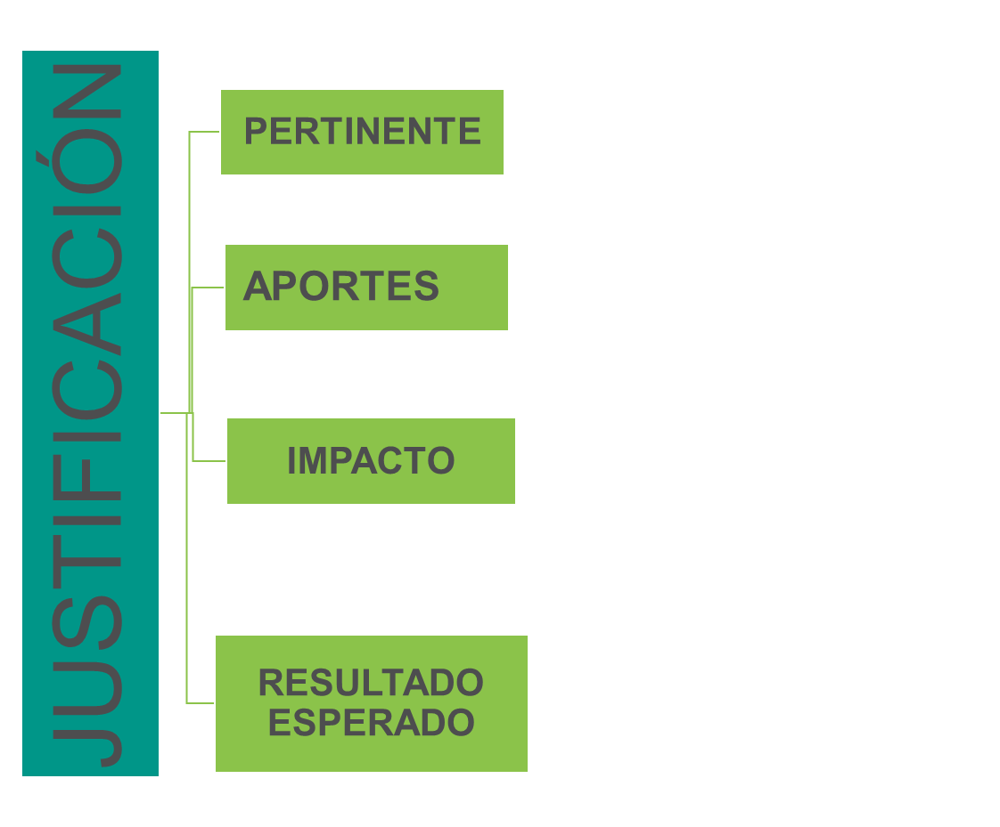 JUSTIFICACIÓN
PERTINENTE
APORTES
IMPACTO
RESULTADO
ESPERADO